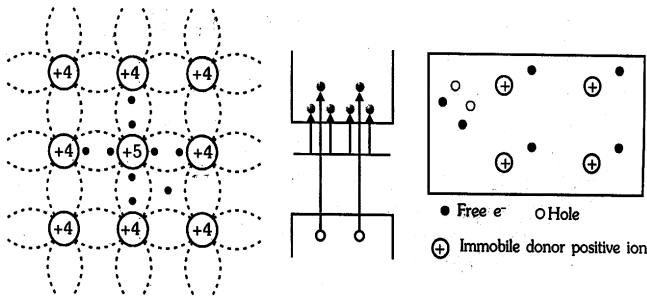 +4 +4 +4
+4 +5 +4
+4 +4 +4
+ +
+ +
Free e⁻ Hole
+ Immobile donor positive ion